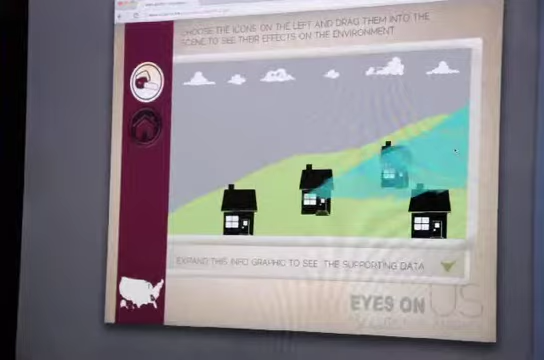 CHOOSE THE ICONS ON THE LEFT AND DRAG THEM INTO THE
SCENE TO SEE THEIR EFFECTS ON THE ENVIRONMENT
EXPAND THIS INFO GRAPHIC TO SEE THE SUPPORTING DATA
EYES ON US